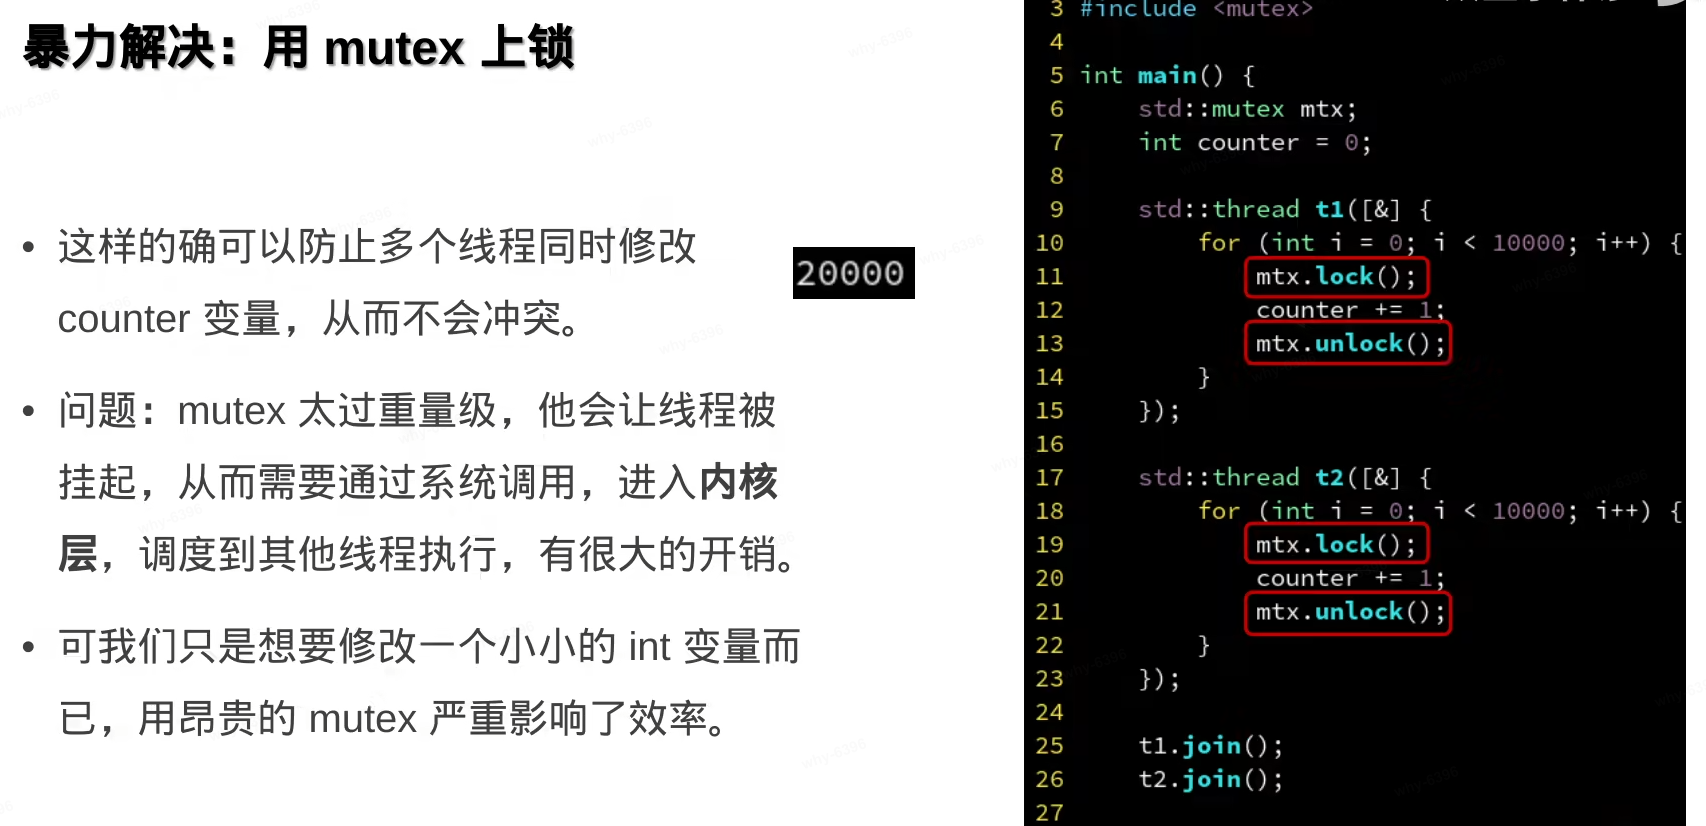 暴力解决：用 mutex 上锁
• 这样的确可以防止多个线程同时修改
counter 变量，从而不会冲突。
• 问题：mutex 太过重量级，他会让线程被
挂起，从而需要通过系统调用，进入内核
层，调度到其他线程执行，有很大的开销。
• 可我们只是想要修改一个小小的 int 变量而
已，用昂贵的 mutex 严重影响了效率。
20000
3 #include <mutex>
4
5 int main() {
6     std::mutex mtx;
7     int counter = 0;
8
9     std::thread t1([&] {
10         for (int i = 0; i < 10000; i++) {
11             mtx.lock();
12             counter += 1;
13             mtx.unlock();
14         }
15     });
16
17     std::thread t2([&] {
18         for (int i = 0; i < 10000; i++) {
19             mtx.lock();
20             counter += 1;
21             mtx.unlock();
22         }
23     });
24
25     t1.join();
26     t2.join();
27
why-6396